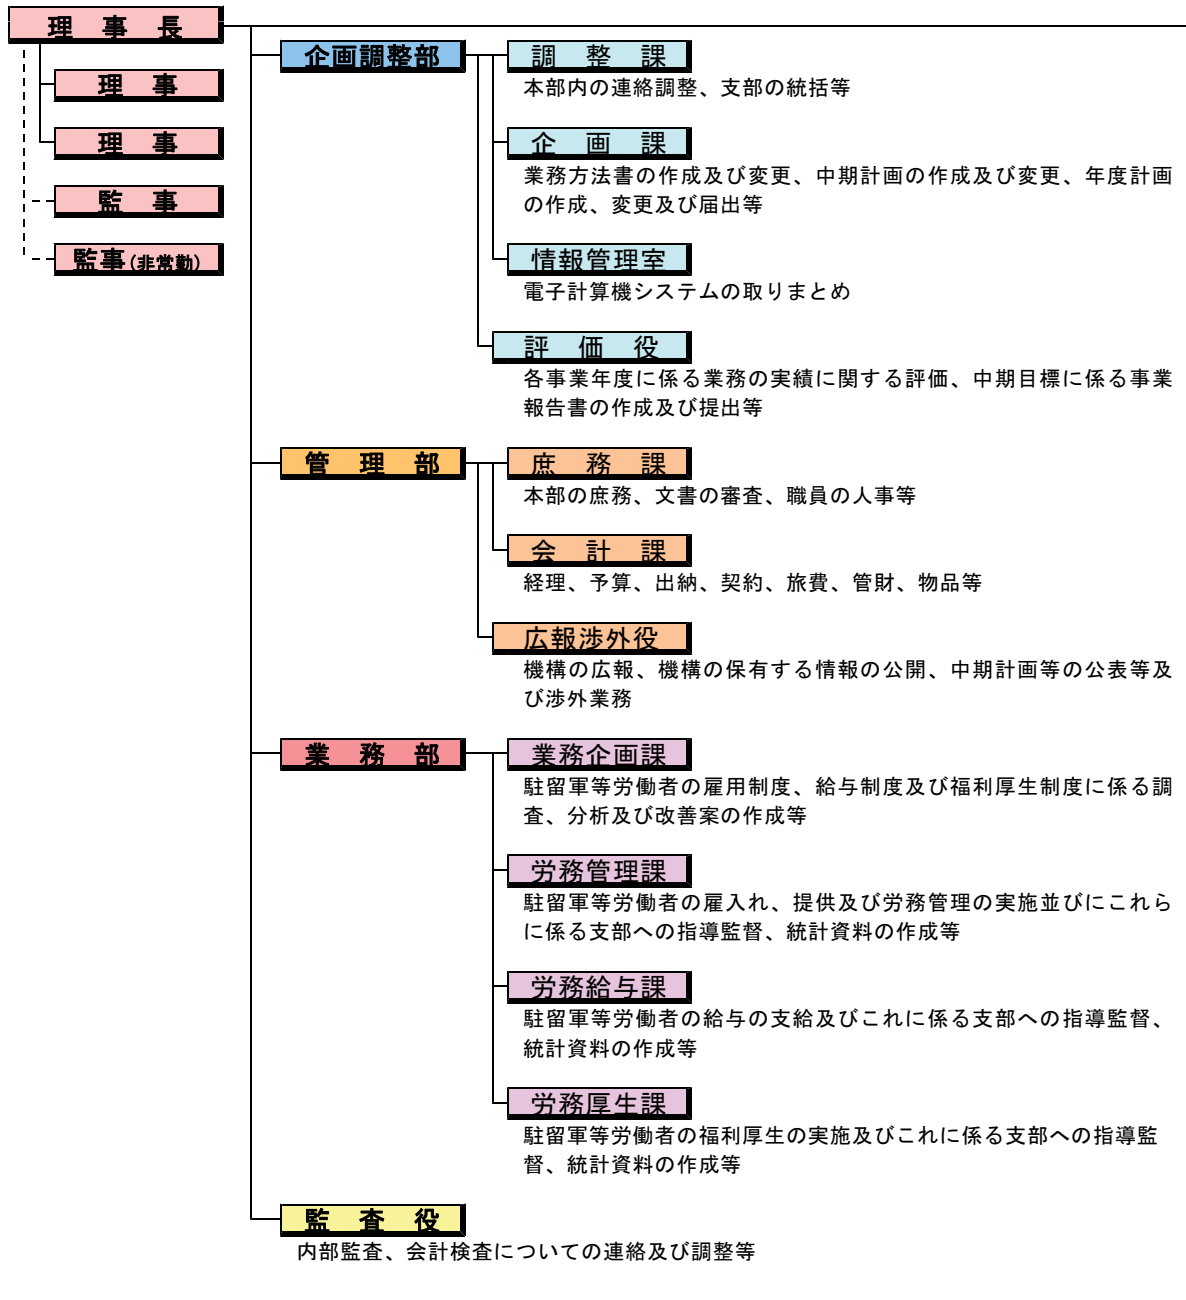 理　事　長
理　事
理　事
監　事
監事(非常勤)
企画調整部
調　整　課
本部内の連絡調整、支部の統括等
企　画　課
業務方法書の作成及び変更、中期計画の作成及び変更、年度計画
の作成、変更及び届出等
情報管理室
電子計算機システムの取りまとめ
評　価　役
各事業年度に係る業務の実績に関する評価、中期目標に係る事業
報告書の作成及び提出等
管　理　部
庶　務　課
本部の庶務、文書の審査、職員の人事等
会　計　課
経理、予算、出納、契約、旅費、管財、物品等
広報渉外役
機構の広報、機構の保有する情報の公開、中期計画等の公表等及
び渉外業務
業　務　部
業務企画課
駐留軍等労働者の雇用制度、給与制度及び福利厚生制度に係る調
査、分析及び改善案の作成等
労務管理課
駐留軍等労働者の雇入れ、提供及び労務管理の実施並びにこれら
に係る支部への指導監督、統計資料の作成等
労務給与課
駐留軍等労働者の給与の支給及びこれに係る支部への指導監督、
統計資料の作成等
労務厚生課
駐留軍等労働者の福利厚生の実施及びこれに係る支部への指導監
督、統計資料の作成等
監　査　役
内部監査、会計検査についての連絡及び調整等